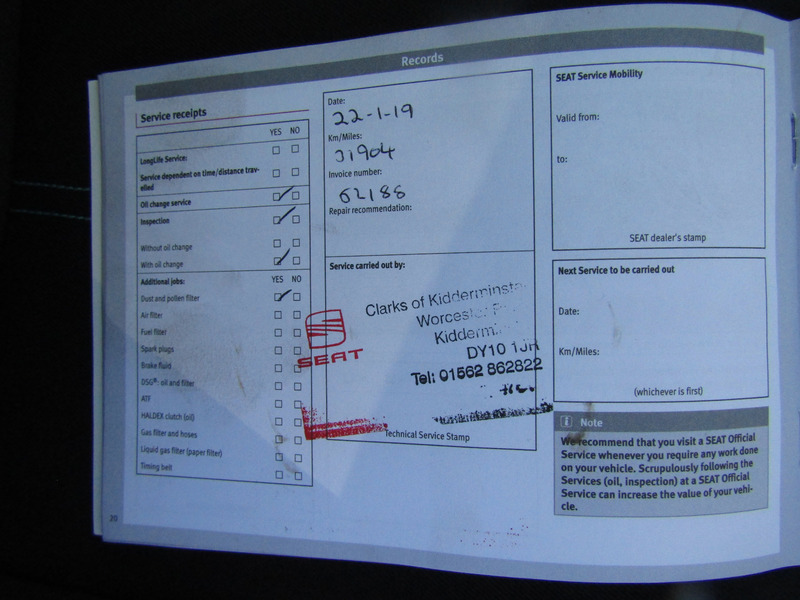 Records
Service receipts
YES NO
LongLife Service:
Service dependent on time/distance trav-
elled
Oil change service
Inspection
Without oil change
With oil change
Additional jobs: YES NO
Dust and pollen filter
Air filter
Fuel filter
Spark plugs
Brake fluid
DSG®: oil and filter
ATF
HALDEX clutch (oil)
Gas filter and hoses
Liquid gas filter (paper filter)
Timing belt
20
Date:
22-1-19
Km/Miles:
31904
Invoice number:
62188
Repair recommendation:
Service carried out by:
SEAT
Clarks of Kidderminst
Worces
Kidderm
DY10 1JH
Tel: 01562 862822
Technical Service Stamp
SEAT Service Mobility
Valid from:
to:
SEAT dealer's stamp
Next Service to be carried out
Date:
Km/Miles:
(whichever is first)
i Note
We recommend that you visit a SEAT Official
Service whenever you require any work done
on your vehicle. Scrupulously following the
Services (oil, inspection) at a SEAT Official
Service can increase the value of your vehi-
cle.